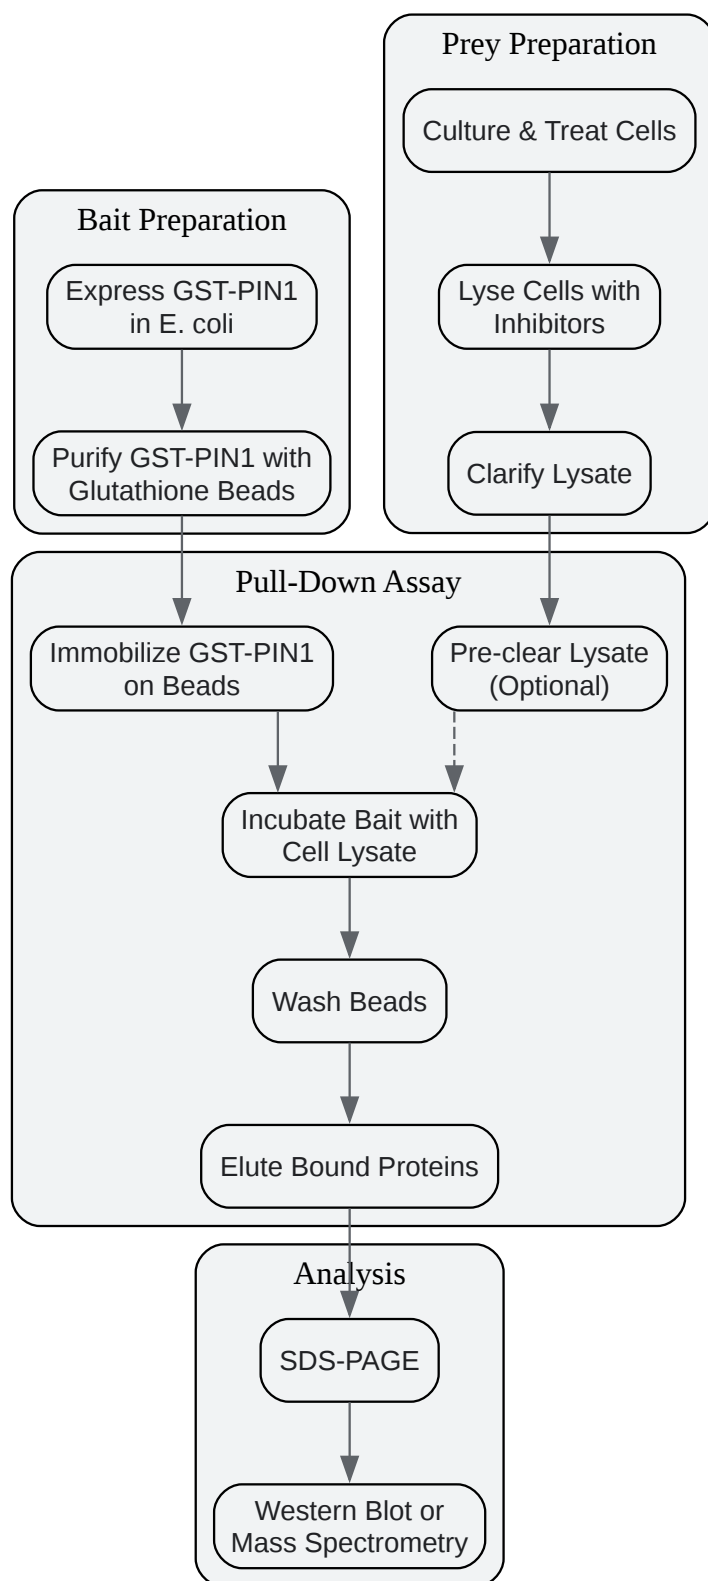 Prey Preparation
Culture & Treat Cells
Bait Preparation
Express GST-PIN1
in E. coli
Lyse Cells with
Inhibitors
Purify GST-PIN1 with
Glutathione Beads
Clarify Lysate
Pull-Down Assay
Immobilize GST-PIN1
on Beads
Pre-clear Lysate
(Optional)
Incubate Bait with
Cell Lysate
Wash Beads
Elute Bound Proteins
Analysis
SDS-PAGE
Western Blot or
Mass Spectrometry